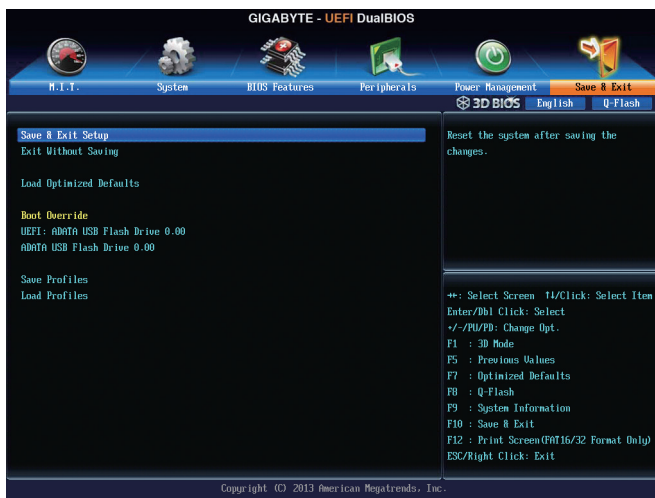 GIGABYTE - UEFI DualBIOS
M.I.T.
System
BIOS Features
Peripherals
Power Management
Save & Exit
3D BIOS
English
Q-Flash
Save & Exit Setup
Exit Without Saving
Load Optimized Defaults
Boot Override
UEFI: ADATA USB Flash Drive 0.00
ADATA USB Flash Drive 0.00
Save Profiles
Load Profiles
Reset the system after saving the
changes.
→←: Select Screen ↑↓/Click: Select Item
Enter/Dbl Click: Select
+/-/PU/PD: Change Opt.
F1 : 3D Mode
F5 : Previous Values
F7 : Optimized Defaults
F8 : Q-Flash
F9 : System Information
F10 : Save & Exit
F12 : Print Screen(FAT16/32 Format Only)
ESC/Right Click: Exit
Copyright (C) 2013 American Megatrends, Inc.